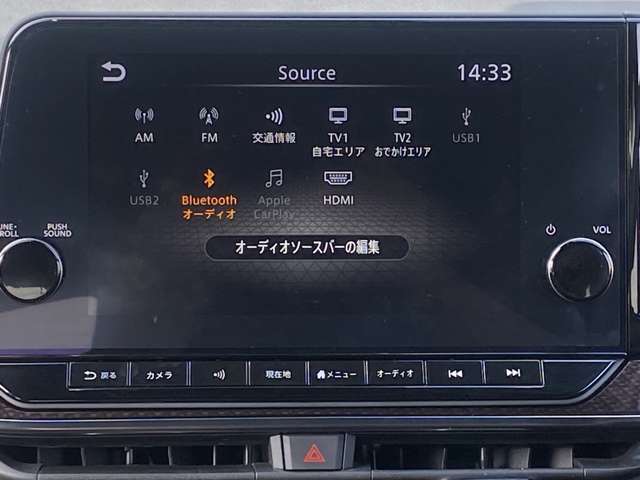 Source 14:33
AM FM 交通情報 TV1 TV2 USB1
自宅エリア おでかけエリア
USB2 Bluetooth Apple HDMI
オーディオ CarPlay
オーディオソースバーの編集
PUSH
SOUND
VOL
戻る カメラ 現在地 メニュー オーディオ